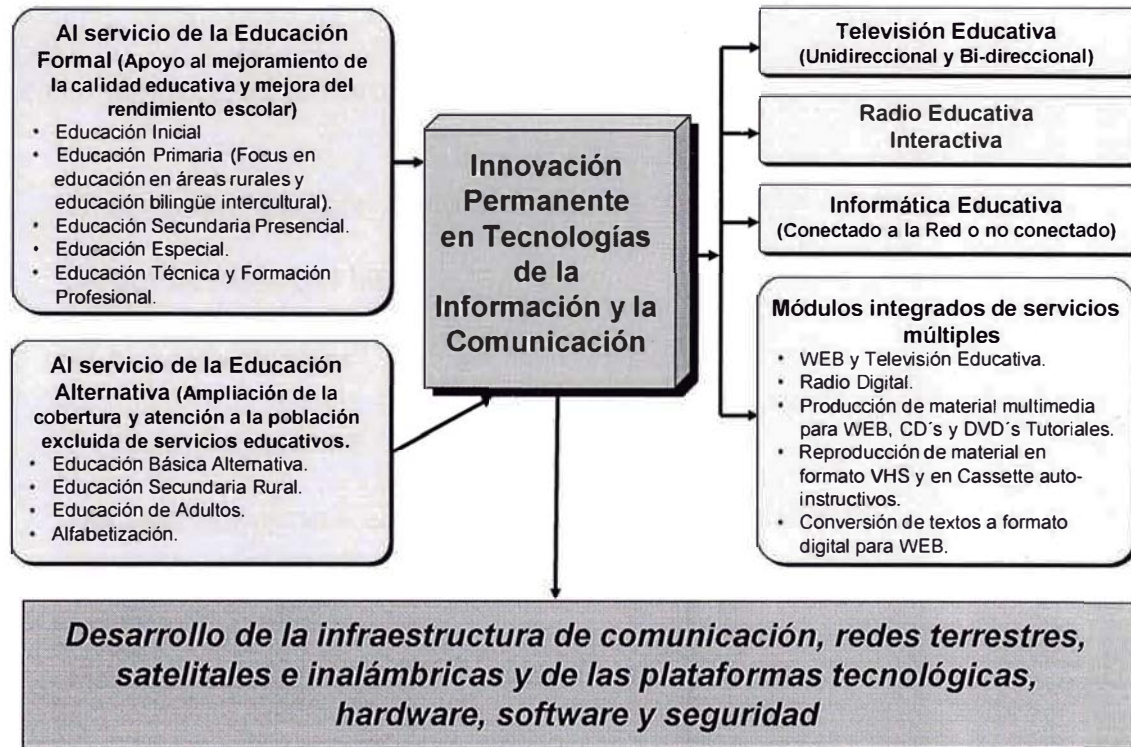 Al servicio de la Educación
Formal (Apoyo al mejoramiento de
la calidad educativa y mejora del
rendimiento escolar)
· Educación Inicial
· Educación Primaria (Focus en
educación en áreas rurales y
educación bilingüe intercultural).
· Educación Secundaria Presencial.
· Educación Especial.
· Educación Técnica y Formación
Profesional.
Al servicio de la Educación
Alternativa (Ampliación de la
cobertura y atención a la población
excluida de servicios educativos.
· Educación Básica Alternativa.
· Educación Secundaria Rural.
· Educación de Adultos.
· Alfabetización.
Innovación
Permanente
en Tecnologías
de la
Información y la
Comunicación
Televisión Educativa
(Unidireccional y Bi-direccional)
Radio Educativa
Interactiva
Informática Educativa
(Conectado a la Red o no conectado)
Módulos integrados de servicios
múltiples
· WEB y Televisión Educativa.
· Radio Digital.
· Producción de material multimedia
para WEB, CD´s y DVD´s Tutoriales.
· Reproducción de material en
formato VHS y en Cassette auto-
instructivos.
· Conversión de textos a formato
digital para WEB.
Desarrollo de la infraestructura de comunicación, redes terrestres,
satelitales e inalámbricas y de las plataformas tecnológicas,
hardware, software y seguridad